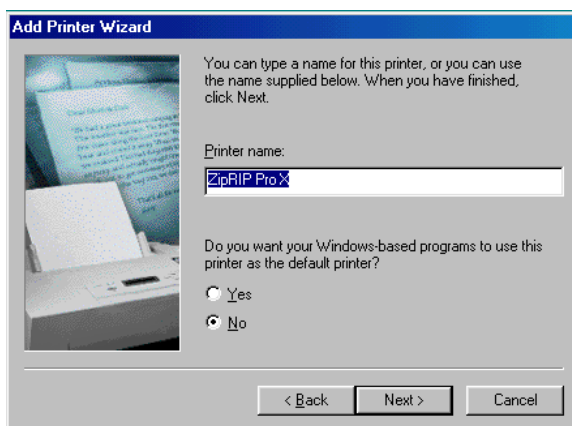 Add Printer Wizard
You can type a name for this printer, or you can use
the name supplied below. When you have finished,
click Next.
Printer name:
ZipRIP Pro X
Do you want your Windows-based programs to use this
printer as the default printer?
Yes
No
< Back
Next >
Cancel